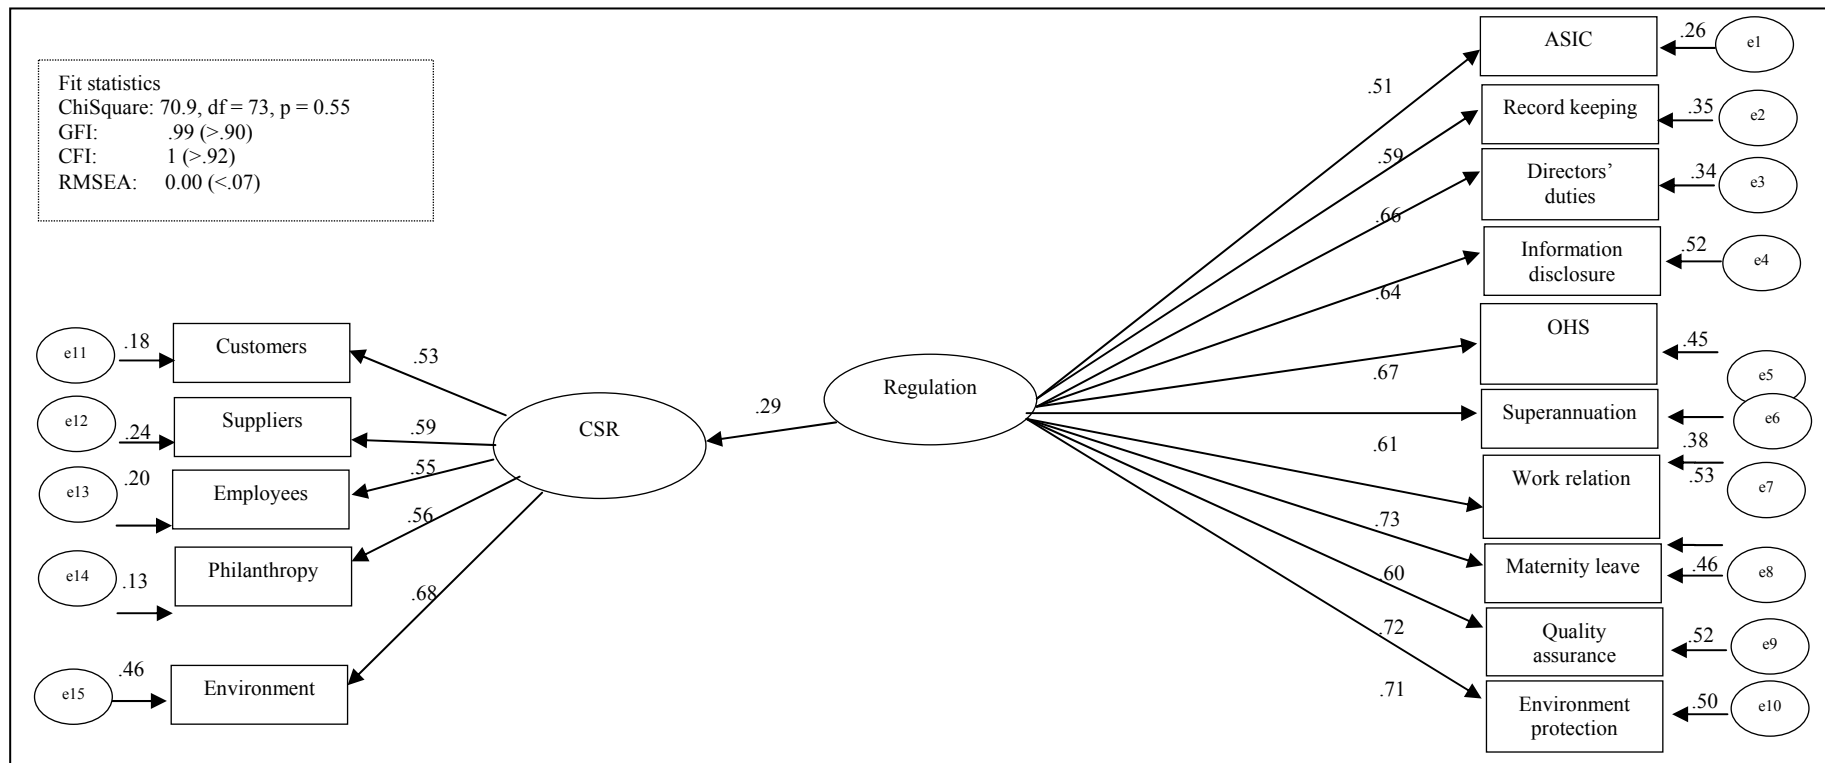 Fit statistics
ChiSquare: 70.9, df = 73, p = 0.55
GFI: .99 (>.90)
CFI: 1 (>.92)
RMSEA: 0.00 (<.07)
e11
.18
Customers
.53
e12
.24
Suppliers
.59
e13
.20
Employees
.55
e14
.13
Philanthropy
.56
e15
.46
Environment
.68
CSR
.29
Regulation
.51
ASIC
.26
e1
.59
Record keeping
.35
e2
.66
Directors’
duties
.34
e3
.64
Information
disclosure
.52
e4
.67
OHS
.45
e5
Superannuation
e6
.61
.38
Work relation
.53
e7
.73
Maternity leave
.46
e8
.60
.72
Quality
assurance
.52
e9
.71
Environment
protection
.50
e10